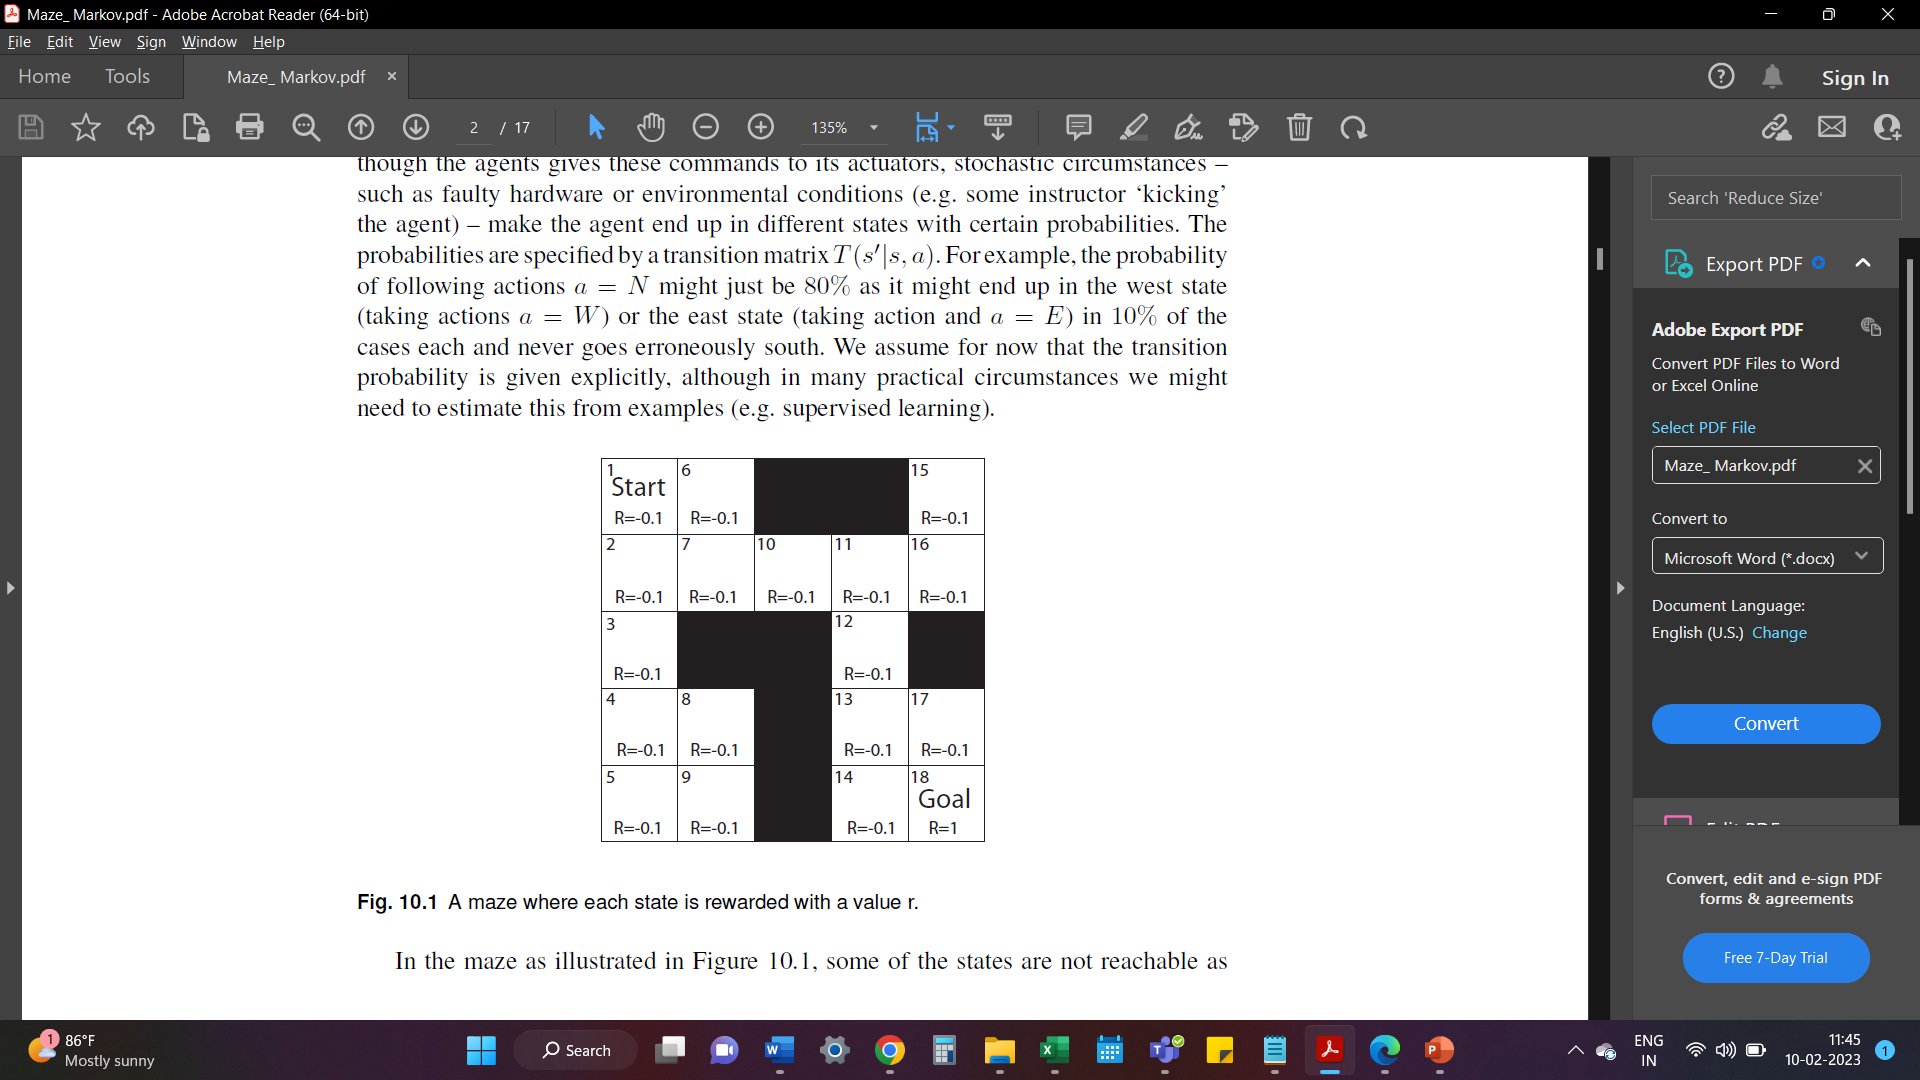 Maze_ Markov.pdf - Adobe Acrobat Reader (64-bit)
File Edit View Sign Window Help
Home Tools Maze_ Markov.pdf × Sign In
2 / 17 135%
though the agents gives these commands to its actuators, stochastic circumstances –
such as faulty hardware or environmental conditions (e.g. some instructor ‘kicking’
the agent) – make the agent end up in different states with certain probabilities. The
probabilities are specified by a transition matrix T(s′|s, a). For example, the probability
of following actions a = N might just be 80% as it might end up in the west state
(taking actions a = W) or the east state (taking action and a = E) in 10% of the
cases each and never goes erroneously south. We assume for now that the transition
probability is given explicitly, although in many practical circumstances we might
need to estimate this from examples (e.g. supervised learning).
1 6 15
Start
R=-0.1 R=-0.1 R=-0.1
2 7 10 11 16
R=-0.1 R=-0.1 R=-0.1 R=-0.1 R=-0.1
3 12
R=-0.1 R=-0.1
4 8 13 17
R=-0.1 R=-0.1 R=-0.1 R=-0.1
5 9 14 18
Goal
R=-0.1 R=-0.1 R=-0.1 R=1
Fig. 10.1 A maze where each state is rewarded with a value r.
In the maze as illustrated in Figure 10.1, some of the states are not reachable as
Search 'Reduce Size'
Export PDF
Adobe Export PDF
Convert PDF Files to Word
or Excel Online
Select PDF File
Maze_ Markov.pdf
Convert to
Microsoft Word (*.docx)
Document Language:
English (U.S.) Change
Convert
Convert, edit and e-sign PDF
forms & agreements
Free 7-Day Trial
1
86°F
Mostly sunny
Search
ENG
IN
11:45
10-02-2023
1